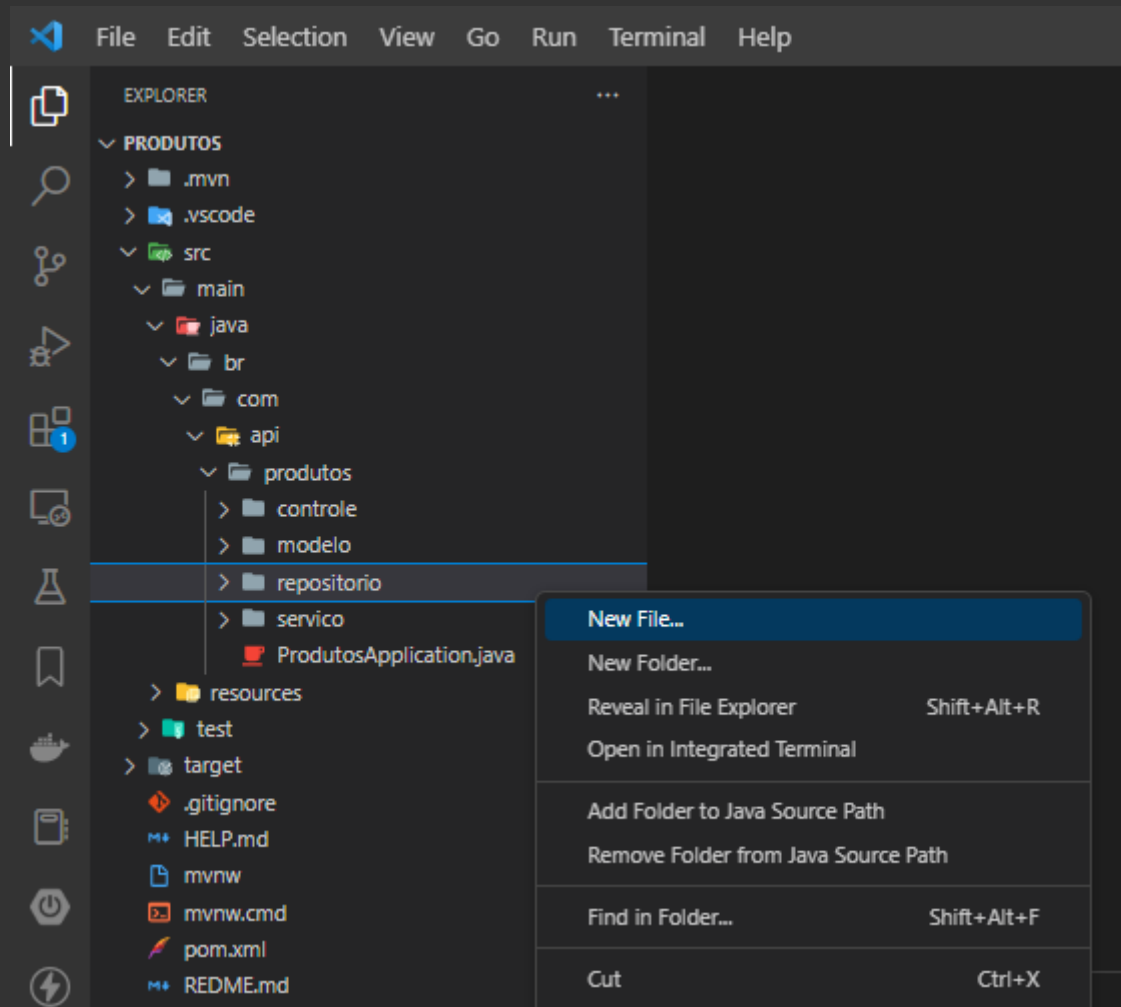 File Edit Selection View Go Run Terminal Help
EXPLORER ...
PRODUTOS
.mvn
.vscode
src
main
java
br
com
api
produtos
controle
modelo
repositorio
servico
ProdutosApplication.java
resources
test
target
.gitignore
HELP.md
mvnw
mvnw.cmd
pom.xml
REDME.md
1
New File...
New Folder...
Reveal in File Explorer Shift+Alt+R
Open in Integrated Terminal
Add Folder to Java Source Path
Remove Folder from Java Source Path
Find in Folder... Shift+Alt+F
Cut Ctrl+X